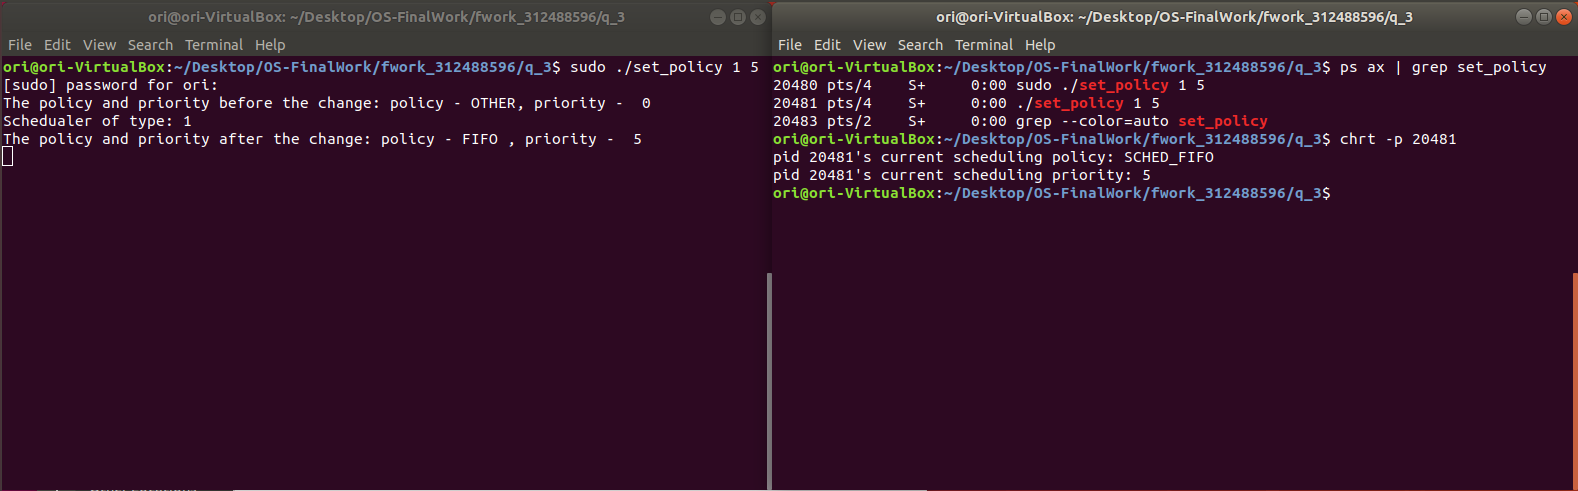 ori@ori-VirtualBox: ~/Desktop/OS-FinalWork/fwork_312488596/q_3
File Edit View Search Terminal Help
ori@ori-VirtualBox:~/Desktop/OS-FinalWork/fwork_312488596/q_3$ sudo ./set_policy 1 5
[sudo] password for ori:
The policy and priority before the change: policy - OTHER, priority -  0
Schedualer of type: 1
The policy and priority after the change: policy - FIFO , priority -  5
ori@ori-VirtualBox: ~/Desktop/OS-FinalWork/fwork_312488596/q_3
File Edit View Search Terminal Help
ori@ori-VirtualBox:~/Desktop/OS-FinalWork/fwork_312488596/q_3$ ps ax | grep set_policy
20480 pts/4    S+     0:00 sudo ./set_policy 1 5
20481 pts/4    S+     0:00 ./set_policy 1 5
20483 pts/2    S+     0:00 grep --color=auto set_policy
ori@ori-VirtualBox:~/Desktop/OS-FinalWork/fwork_312488596/q_3$ chrt -p 20481
pid 20481's current scheduling policy: SCHED_FIFO
pid 20481's current scheduling priority: 5
ori@ori-VirtualBox:~/Desktop/OS-FinalWork/fwork_312488596/q_3$